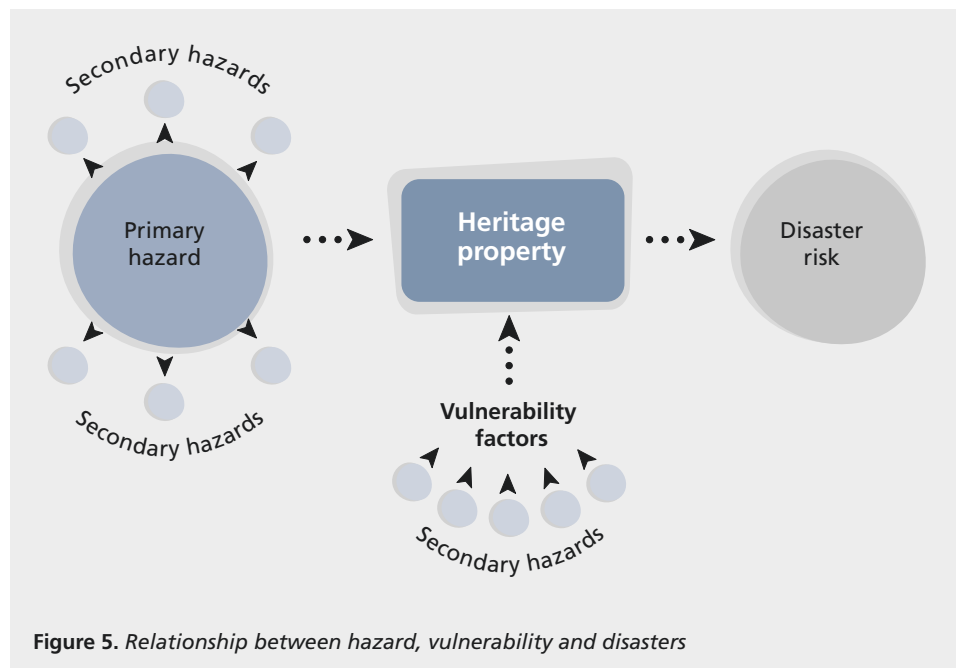 Secondary hazards
Primary
hazard
Secondary hazards
Heritage
property
Vulnerability
factors
Secondary hazards
Disaster
risk
Figure 5. Relationship between hazard, vulnerability and disasters